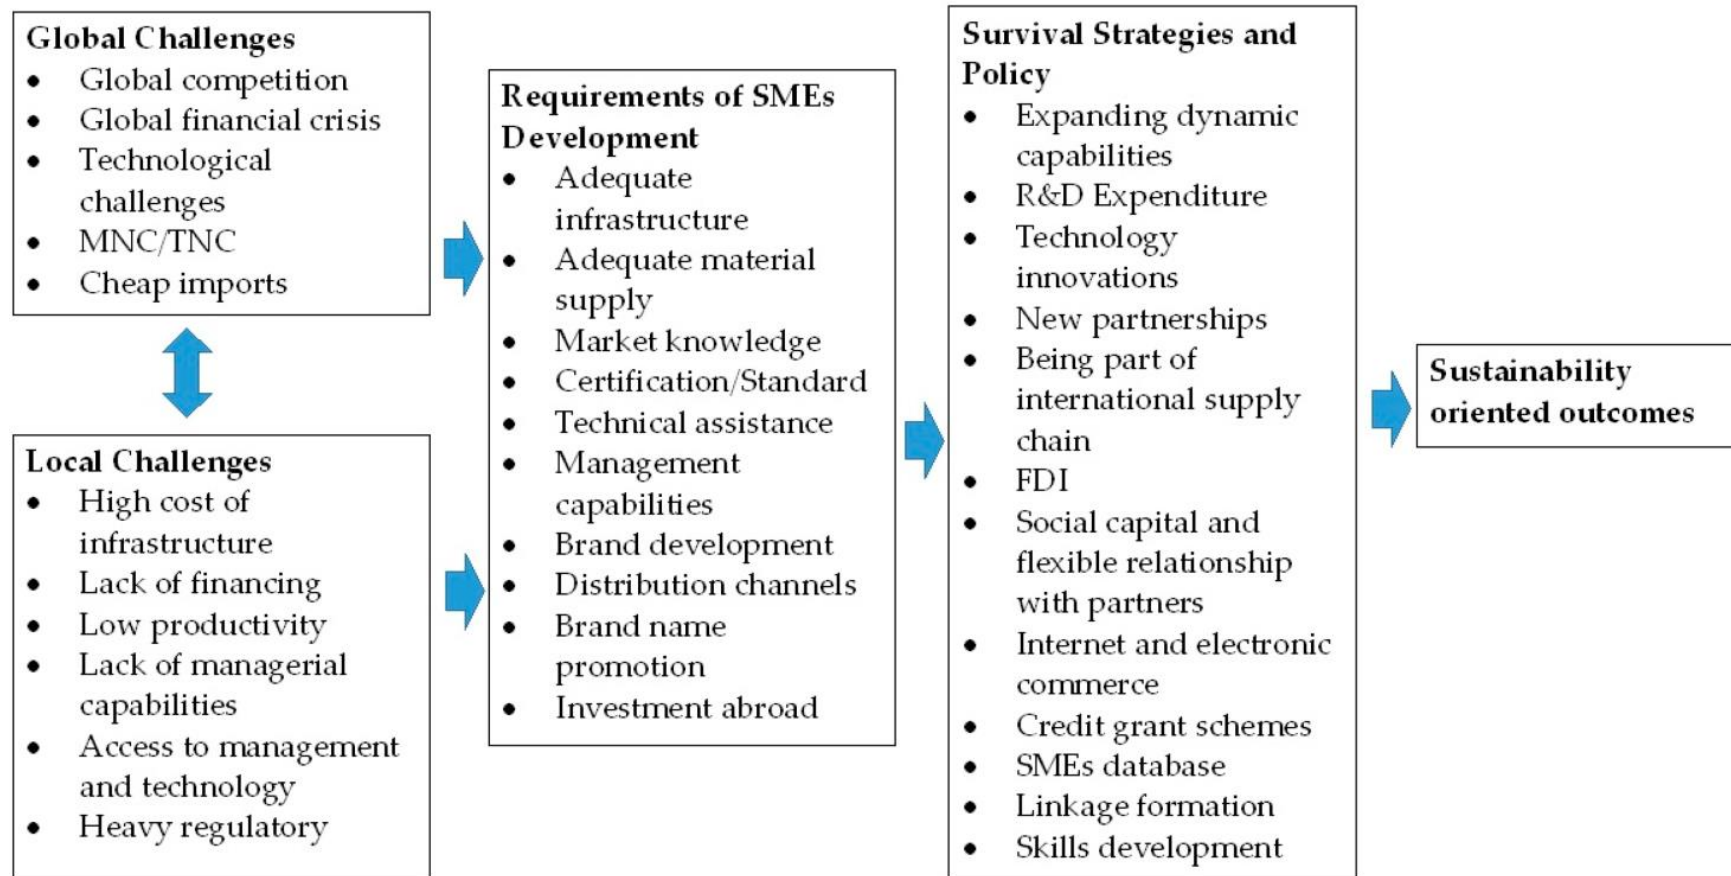 Global Challenges
• Global competition
• Global financial crisis
• Technological
challenges
• MNC/TNC
• Cheap imports
Local Challenges
• High cost of
infrastructure
• Lack of financing
• Low productivity
• Lack of managerial
capabilities
• Access to management
and technology
• Heavy regulatory
Requirements of SMEs
Development
• Adequate
infrastructure
• Adequate material
supply
• Market knowledge
• Certification/Standard
• Technical assistance
• Management
capabilities
• Brand development
• Distribution channels
• Brand name
promotion
• Investment abroad
Survival Strategies and
Policy
• Expanding dynamic
capabilities
• R&D Expenditure
• Technology
innovations
• New partnerships
• Being part of
international supply
chain
• FDI
• Social capital and
flexible relationship
with partners
• Internet and electronic
commerce
• Credit grant schemes
• SMEs database
• Linkage formation
• Skills development
Sustainability
oriented outcomes